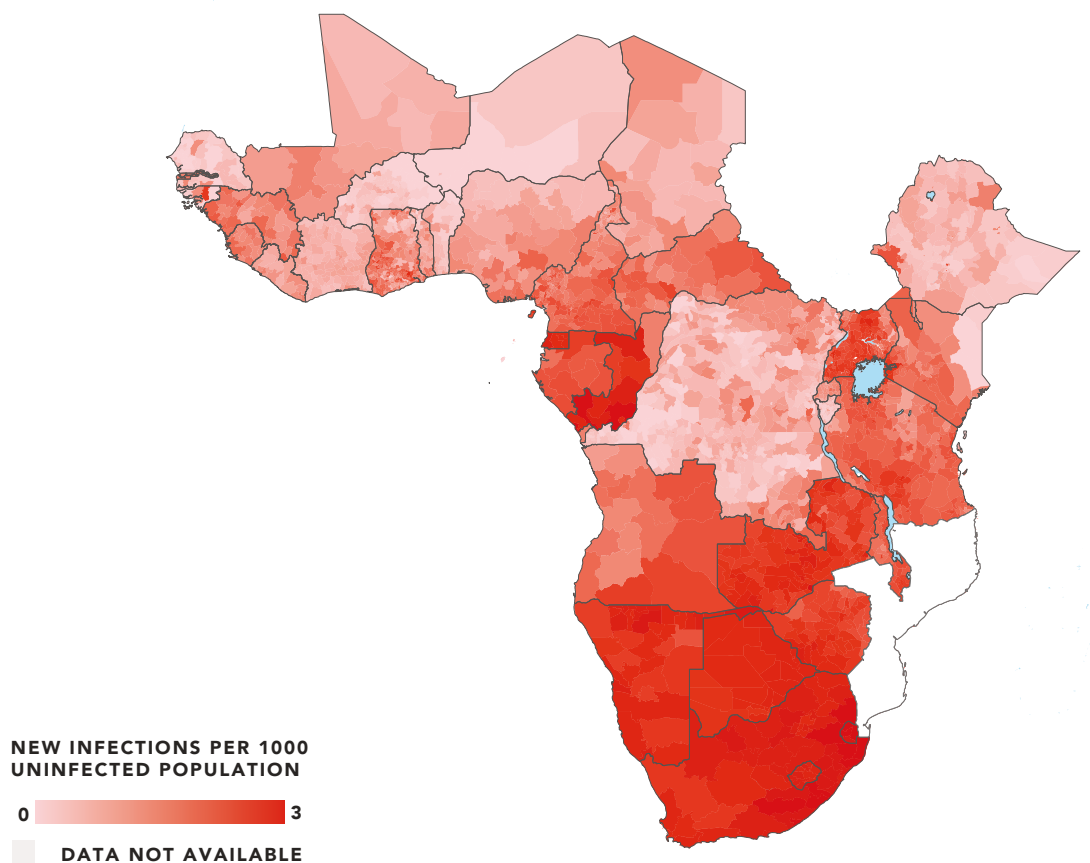 NEW INFECTIONS PER 1000
UNINFECTED POPULATION
0 3
DATA NOT AVAILABLE